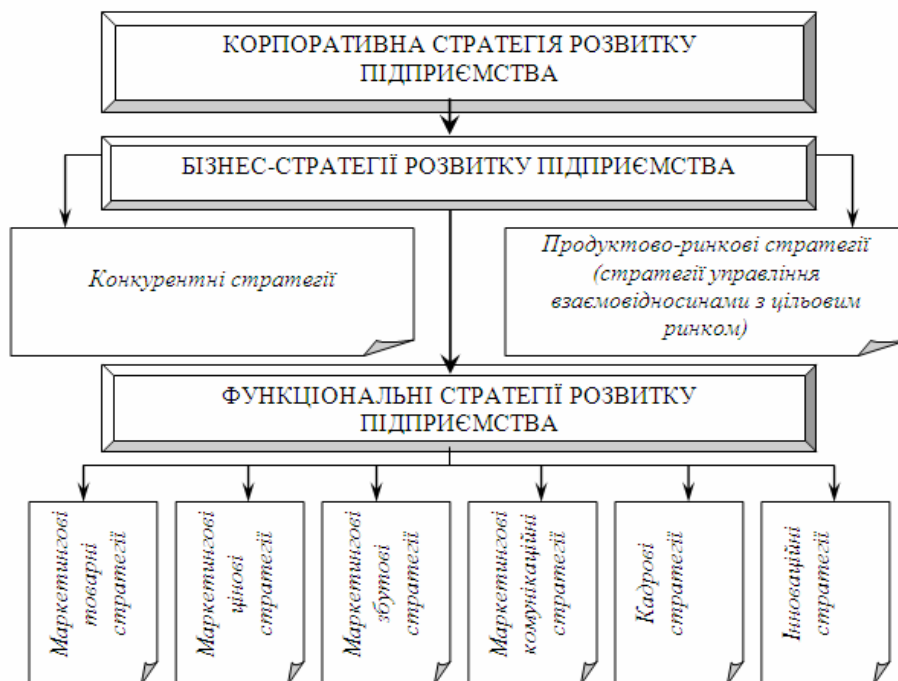 КОРПОРАТИВНА СТРАТЕГІЯ РОЗВИТКУ
ПІДПРИЄМСТВА
БІЗНЕС-СТРАТЕГІЇ РОЗВИТКУ ПІДПРИЄМСТВА
Конкурентні стратегії
Продуктово-ринкові стратегії
(стратегії управління
взаємовідносинами з цільовим
ринком)
ФУНКЦІОНАЛЬНІ СТРАТЕГІЇ РОЗВИТКУ
ПІДПРИЄМСТВА
Маркетингові
товарні
стратегії
Маркетингові
цінові
стратегії
Маркетингові
збутові
стратегії
Маркетингові
комунікаційні
стратегії
Кадрові
стратегії
Інноваційні
стратегії